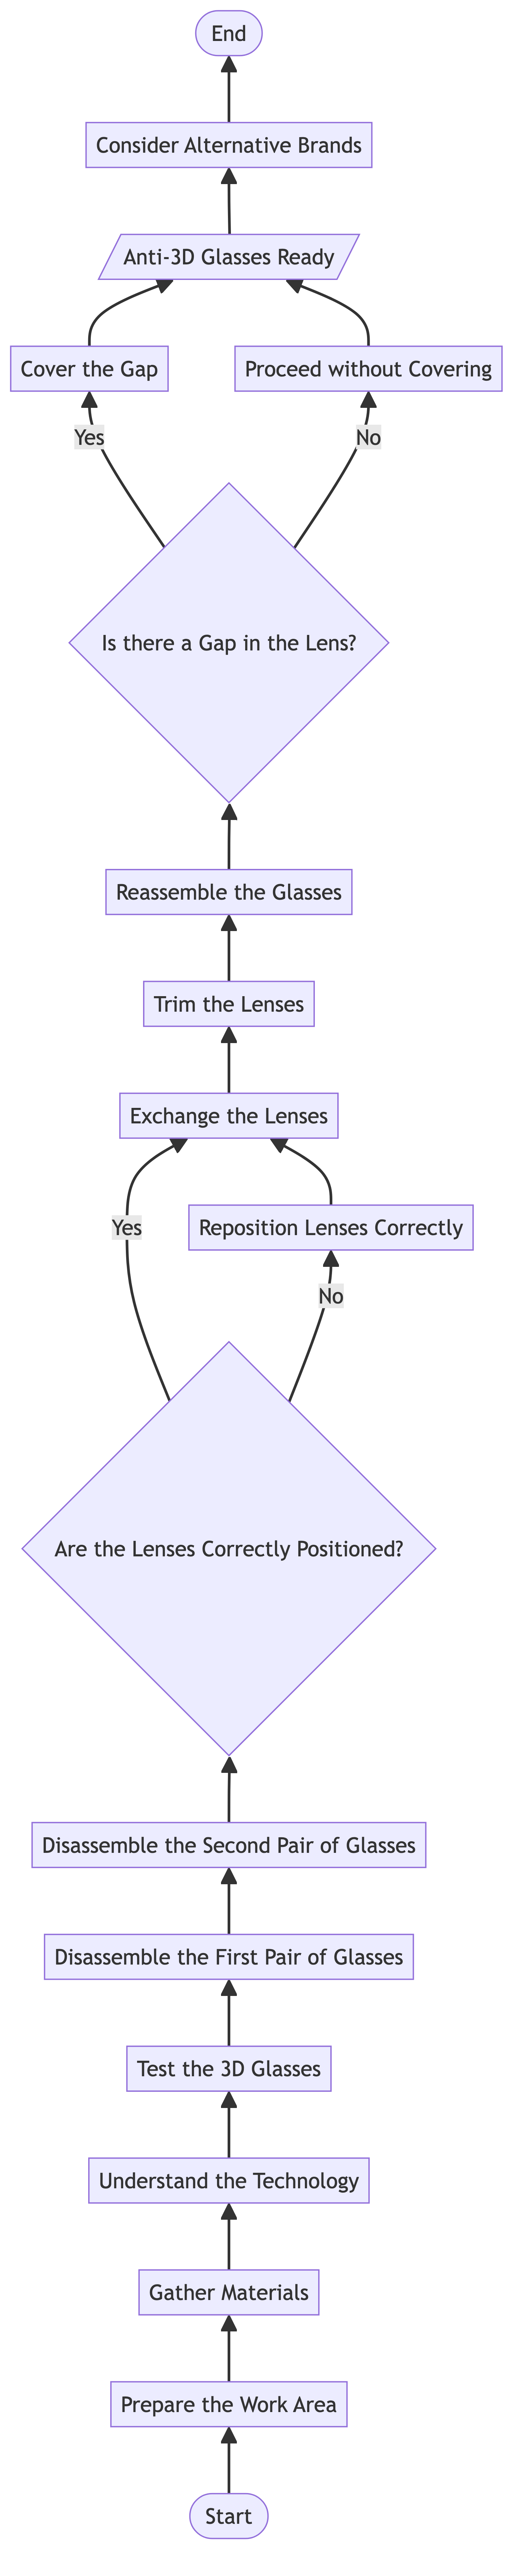 End
Consider Alternative Brands
Anti-3D Glasses Ready
Cover the Gap
Proceed without Covering
Yes
No
Is there a Gap in the Lens?
Reassemble the Glasses
Trim the Lenses
Exchange the Lenses
Yes
Reposition Lenses Correctly
No
Are the Lenses Correctly Positioned?
Disassemble the Second Pair of Glasses
Disassemble the First Pair of Glasses
Test the 3D Glasses
Understand the Technology
Gather Materials
Prepare the Work Area
Start